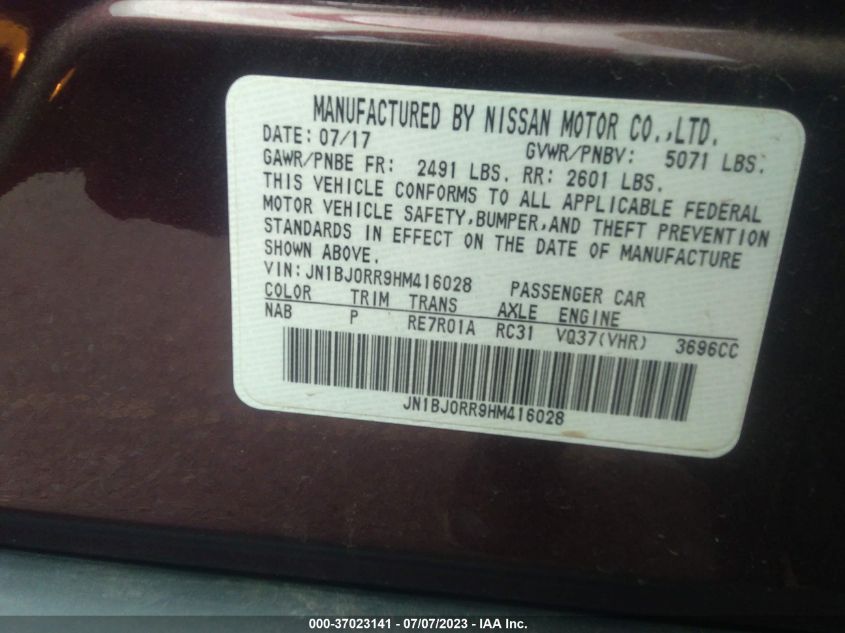 MANUFACTURED BY NISSAN MOTOR CO.,LTD.
DATE: 07/17 GVWR/PNBV: 5071 LBS.
GAWR/PNBE FR: 2491 LBS. RR: 2601 LBS.
THIS VEHICLE CONFORMS TO ALL APPLICABLE FEDERAL
MOTOR VEHICLE SAFETY,BUMPER,AND THEFT PREVENTION
STANDARDS IN EFFECT ON THE DATE OF MANUFACTURE
SHOWN ABOVE.
VIN:JN1BJ0RR9HM416028 PASSENGER CAR
COLOR TRIM TRANS AXLE ENGINE
NAB P RE7R01A RC31 VQ37(VHR) 3696CC
JN1BJ0RR9HM416028
000-37023141 - 07/07/2023 - IAA Inc.